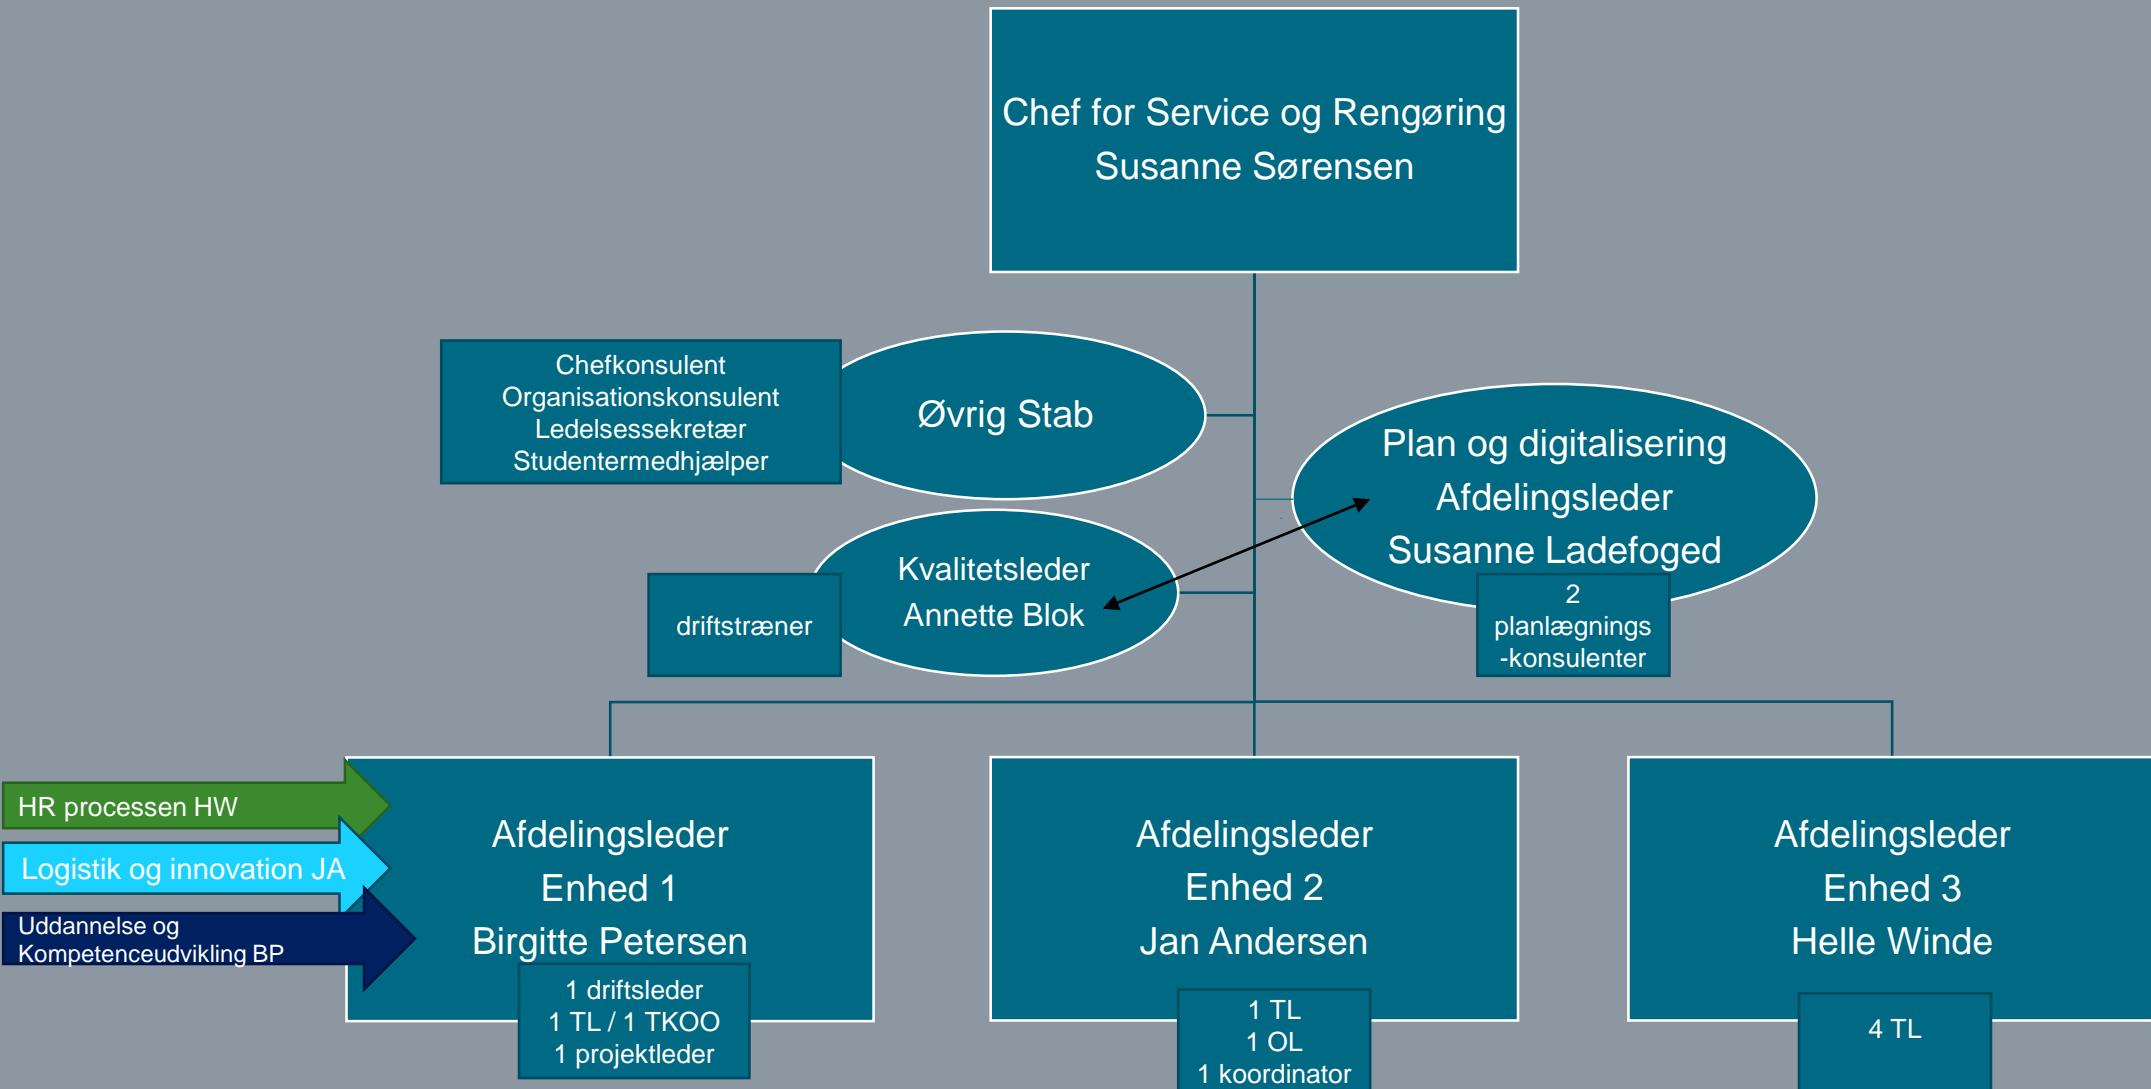 Chef for Service og Rengøring
Susanne Sørensen
Chefkonsulent
Organisationskonsulent
Ledelsessekretær
Studentermedhjælper
Øvrig Stab
Plan og digitalisering
Afdelingsleder
Susanne Ladefoged
2
planlægnings
-konsulenter
Kvalitetsleder
Annette Blok
driftstræner
HR processen HW
Logistik og innovation JA
Uddannelse og
Kompetenceudvikling BP
Afdelingsleder
Enhed 1
Birgitte Petersen
1 driftsleder
1 TL / 1 TKOO
1 projektleder
Afdelingsleder
Enhed 2
Jan Andersen
1 TL
1 OL
1 koordinator
Afdelingsleder
Enhed 3
Helle Winde
4 TL